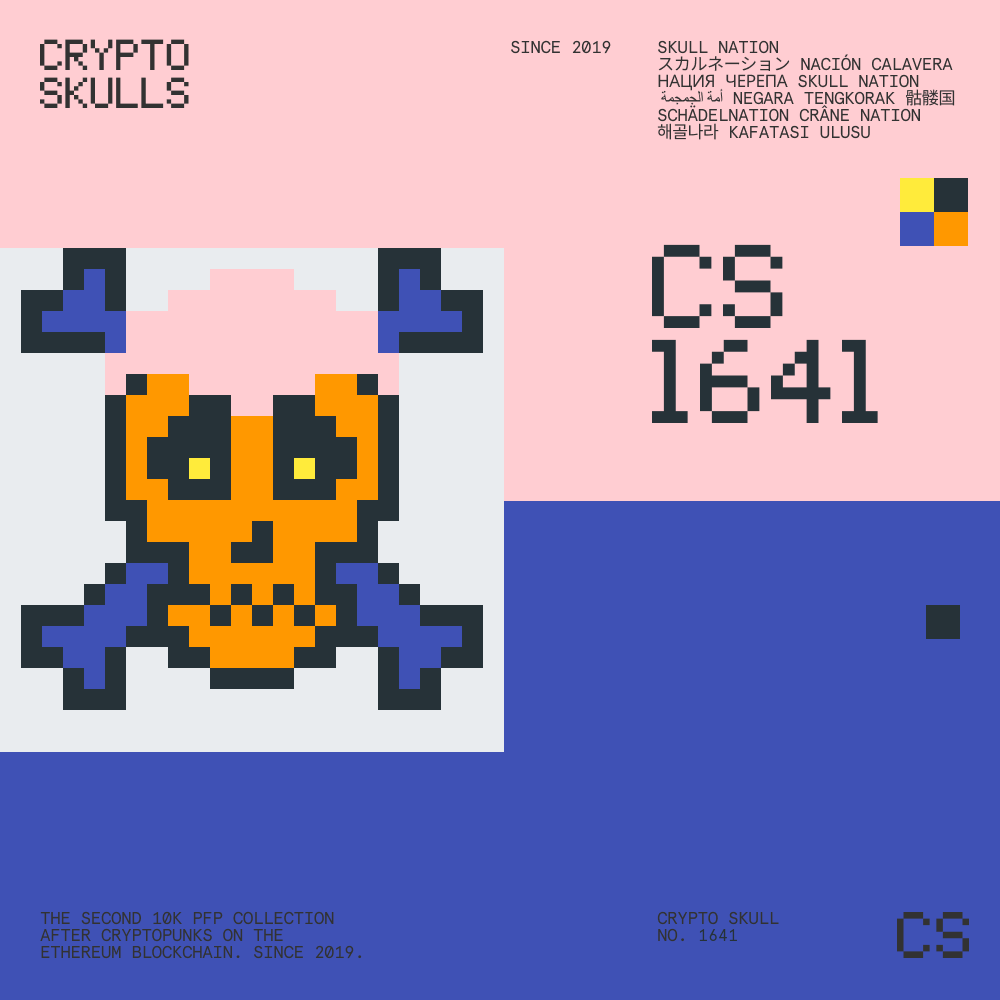 CRYPTO
SKULLS
SINCE 2019
SKULL NATION
スカルネーション NACIÓN CALAVERA
НАЦИЯ ЧЕРЕПА SKULL NATION
أمة الجمجمة NEGARA TENGKORAK 骷髅国
SCHÄDELNATION CRÂNE NATION
해골나라 KAFATASI ULUSU
CS
1641
THE SECOND 10K PFP COLLECTION
AFTER CRYPTOPUNKS ON THE
ETHEREUM BLOCKCHAIN. SINCE 2019.
CRYPTO SKULL
NO. 1641
CS